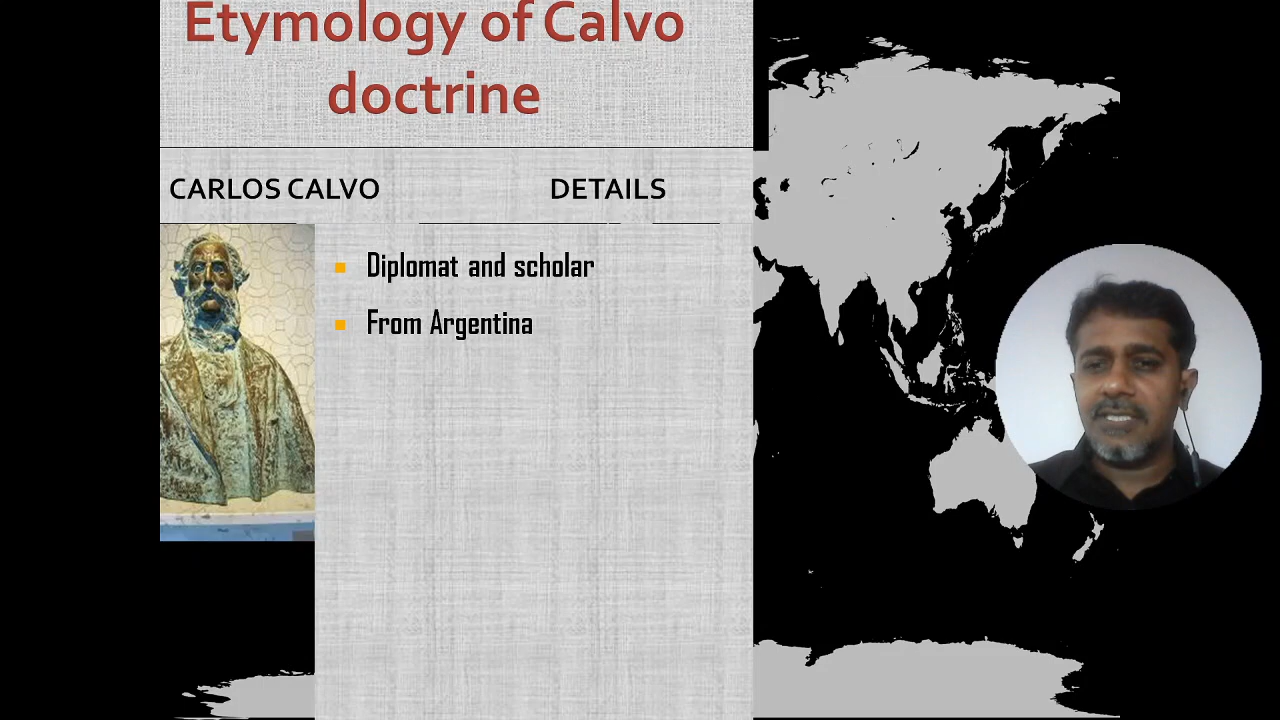 Etymology of Calvo
doctrine
CARLOS CALVO
DETAILS
Diplomat and scholar
From Argentina